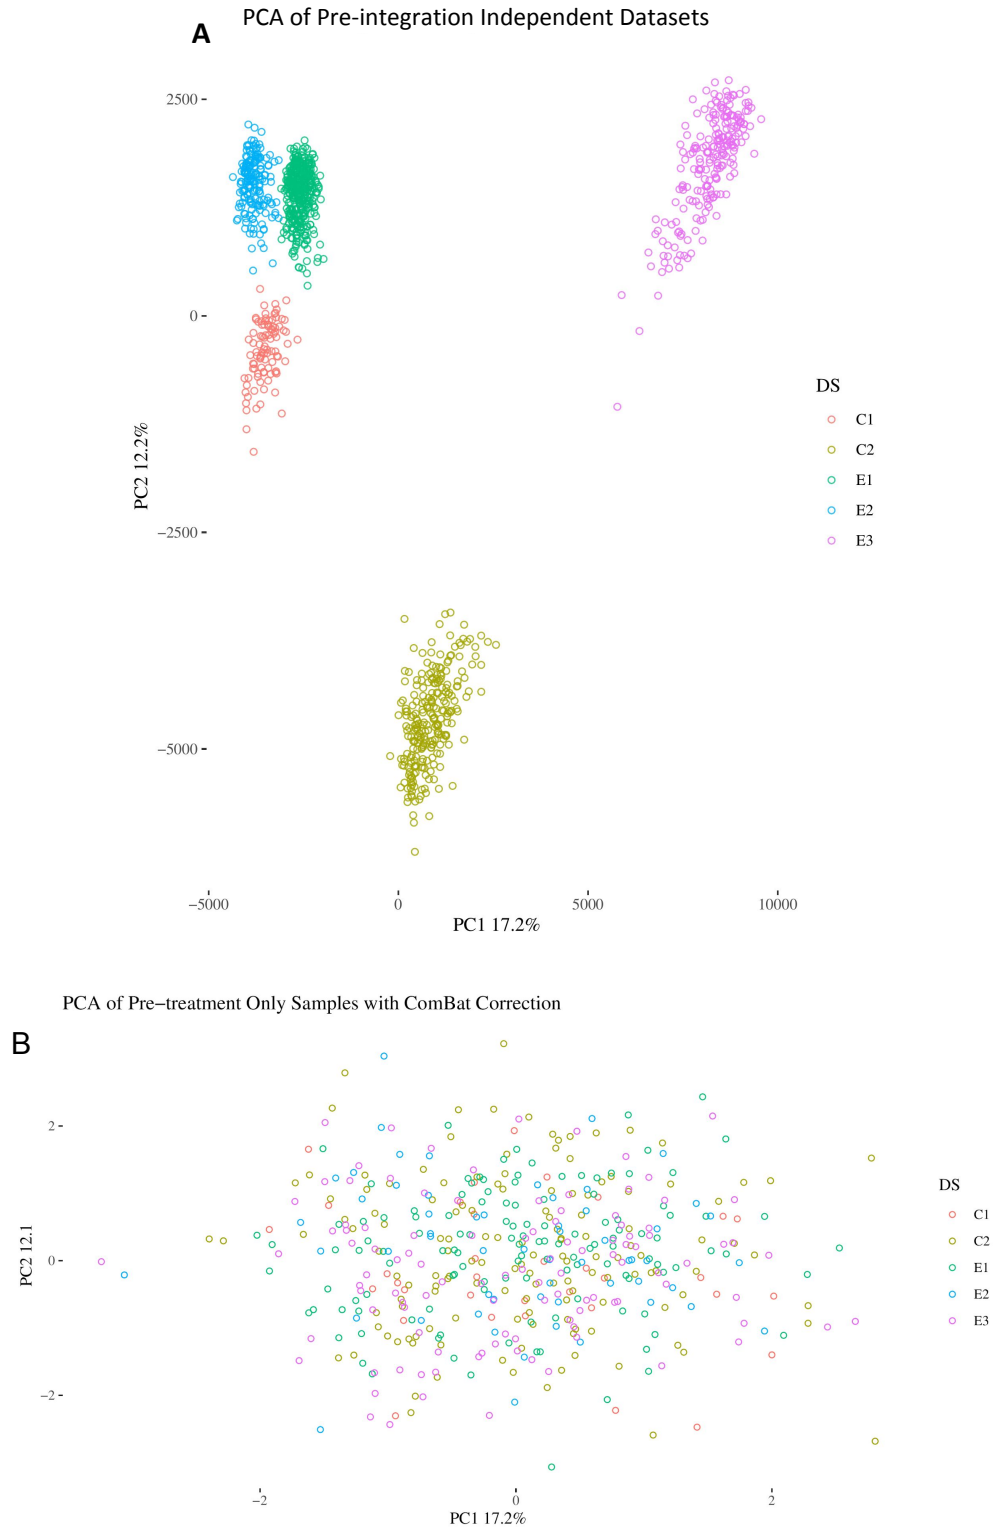 PCA of Pre-integration Independent Datasets
A
2500
0
−2500
−5000
PC2 12.2%
−5000
0
5000
10000
PC1 17.2%
DS
C1
C2
E1
E2
E3
PCA of Pre−treatment Only Samples with ComBat Correction
B
2
0
−2
PC2 12.1
−2
0
2
PC1 17.2%
DS
C1
C2
E1
E2
E3